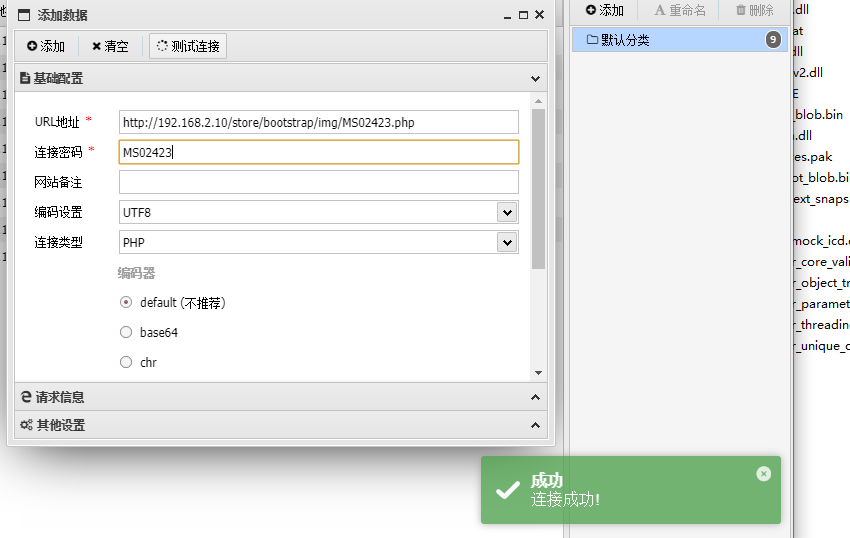 添加数据
添加 清空 测试连接
基础配置
URL地址 * http://192.168.2.10/store/bootstrap/img/MS02423.php
连接密码 * MS02423
网站备注
编码设置 UTF8
连接类型 PHP
编码器
default (不推荐)
base64
chr
请求信息
其他设置
添加 重命名 删除
默认分类 9
成功
连接成功!
.dll
at
dll
v2.dll
E
_blob.bin
.dll
es.pak
ot_blob.bi
ext_snaps
mock_icd.
r_core_vali
r_object_tr
r_paramet
r_threadin
r_unique_c